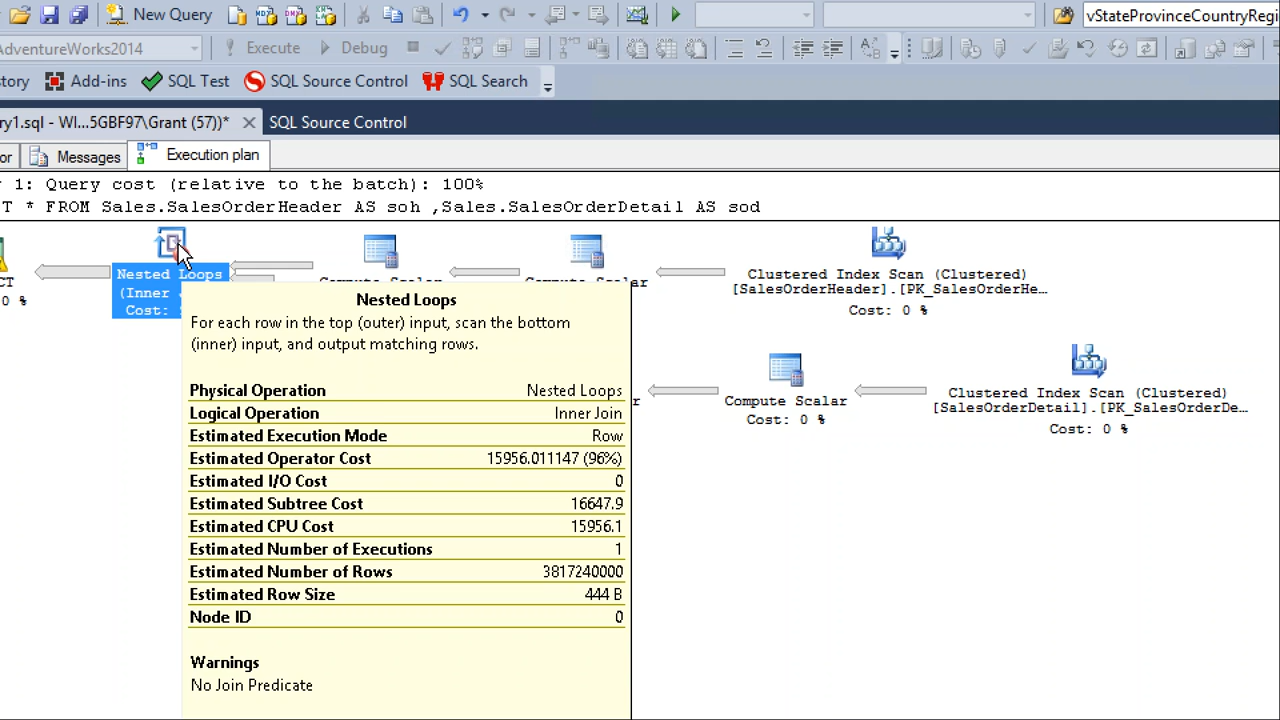 New Query
vStateProvinceCountryRegi
AdventureWorks2014
Execute
Debug
Add-ins
SQL Test
SQL Source Control
SQL Search
ry1.sql - WI...5GBF97\Grant (57))*
SQL Source Control
Messages
Execution plan
1: Query cost (relative to the batch): 100%
T * FROM Sales.SalesOrderHeader AS soh ,Sales.SalesOrderDetail AS sod
0 %
Nested Loops
(Inner
Cost:
Compute Scalar
Compute Scalar
Clustered Index Scan (Clustered)
[SalesOrderHeader].[PK_SalesOrderHe...
Cost: 0 %
Compute Scalar
Cost: 0 %
Clustered Index Scan (Clustered)
[SalesOrderDetail].[PK_SalesOrderDe...
Cost: 0 %
Nested Loops
For each row in the top (outer) input, scan the bottom
(inner) input, and output matching rows.
Physical Operation Nested Loops
Logical Operation Inner Join
Estimated Execution Mode Row
Estimated Operator Cost 15956.011147 (96%)
Estimated I/O Cost 0
Estimated Subtree Cost 16647.9
Estimated CPU Cost 15956.1
Estimated Number of Executions 1
Estimated Number of Rows 3817240000
Estimated Row Size 444 B
Node ID 0
Warnings
No Join Predicate